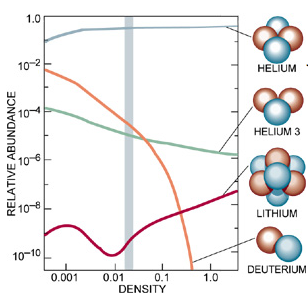 1.0
10⁻²
10⁻⁴
10⁻⁶
10⁻⁸
10⁻¹⁰
RELATIVE ABUNDANCE
0.001
0.01
0.1
1.0
DENSITY
HELIUM
HELIUM 3
LITHIUM
DEUTERIUM